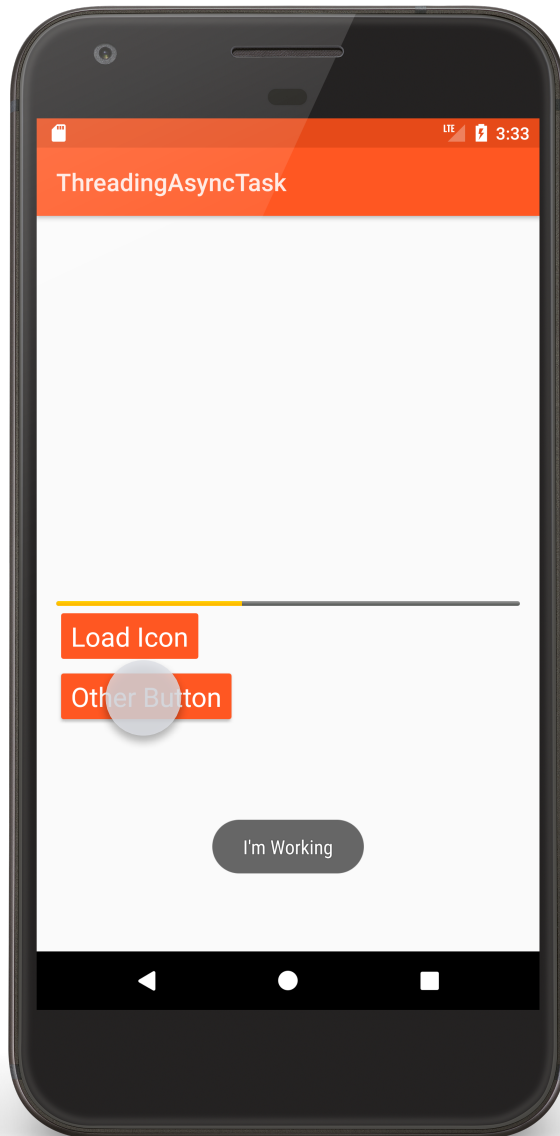 LTE 3:33
ThreadingAsyncTask
Load Icon
Other Button
I'm Working